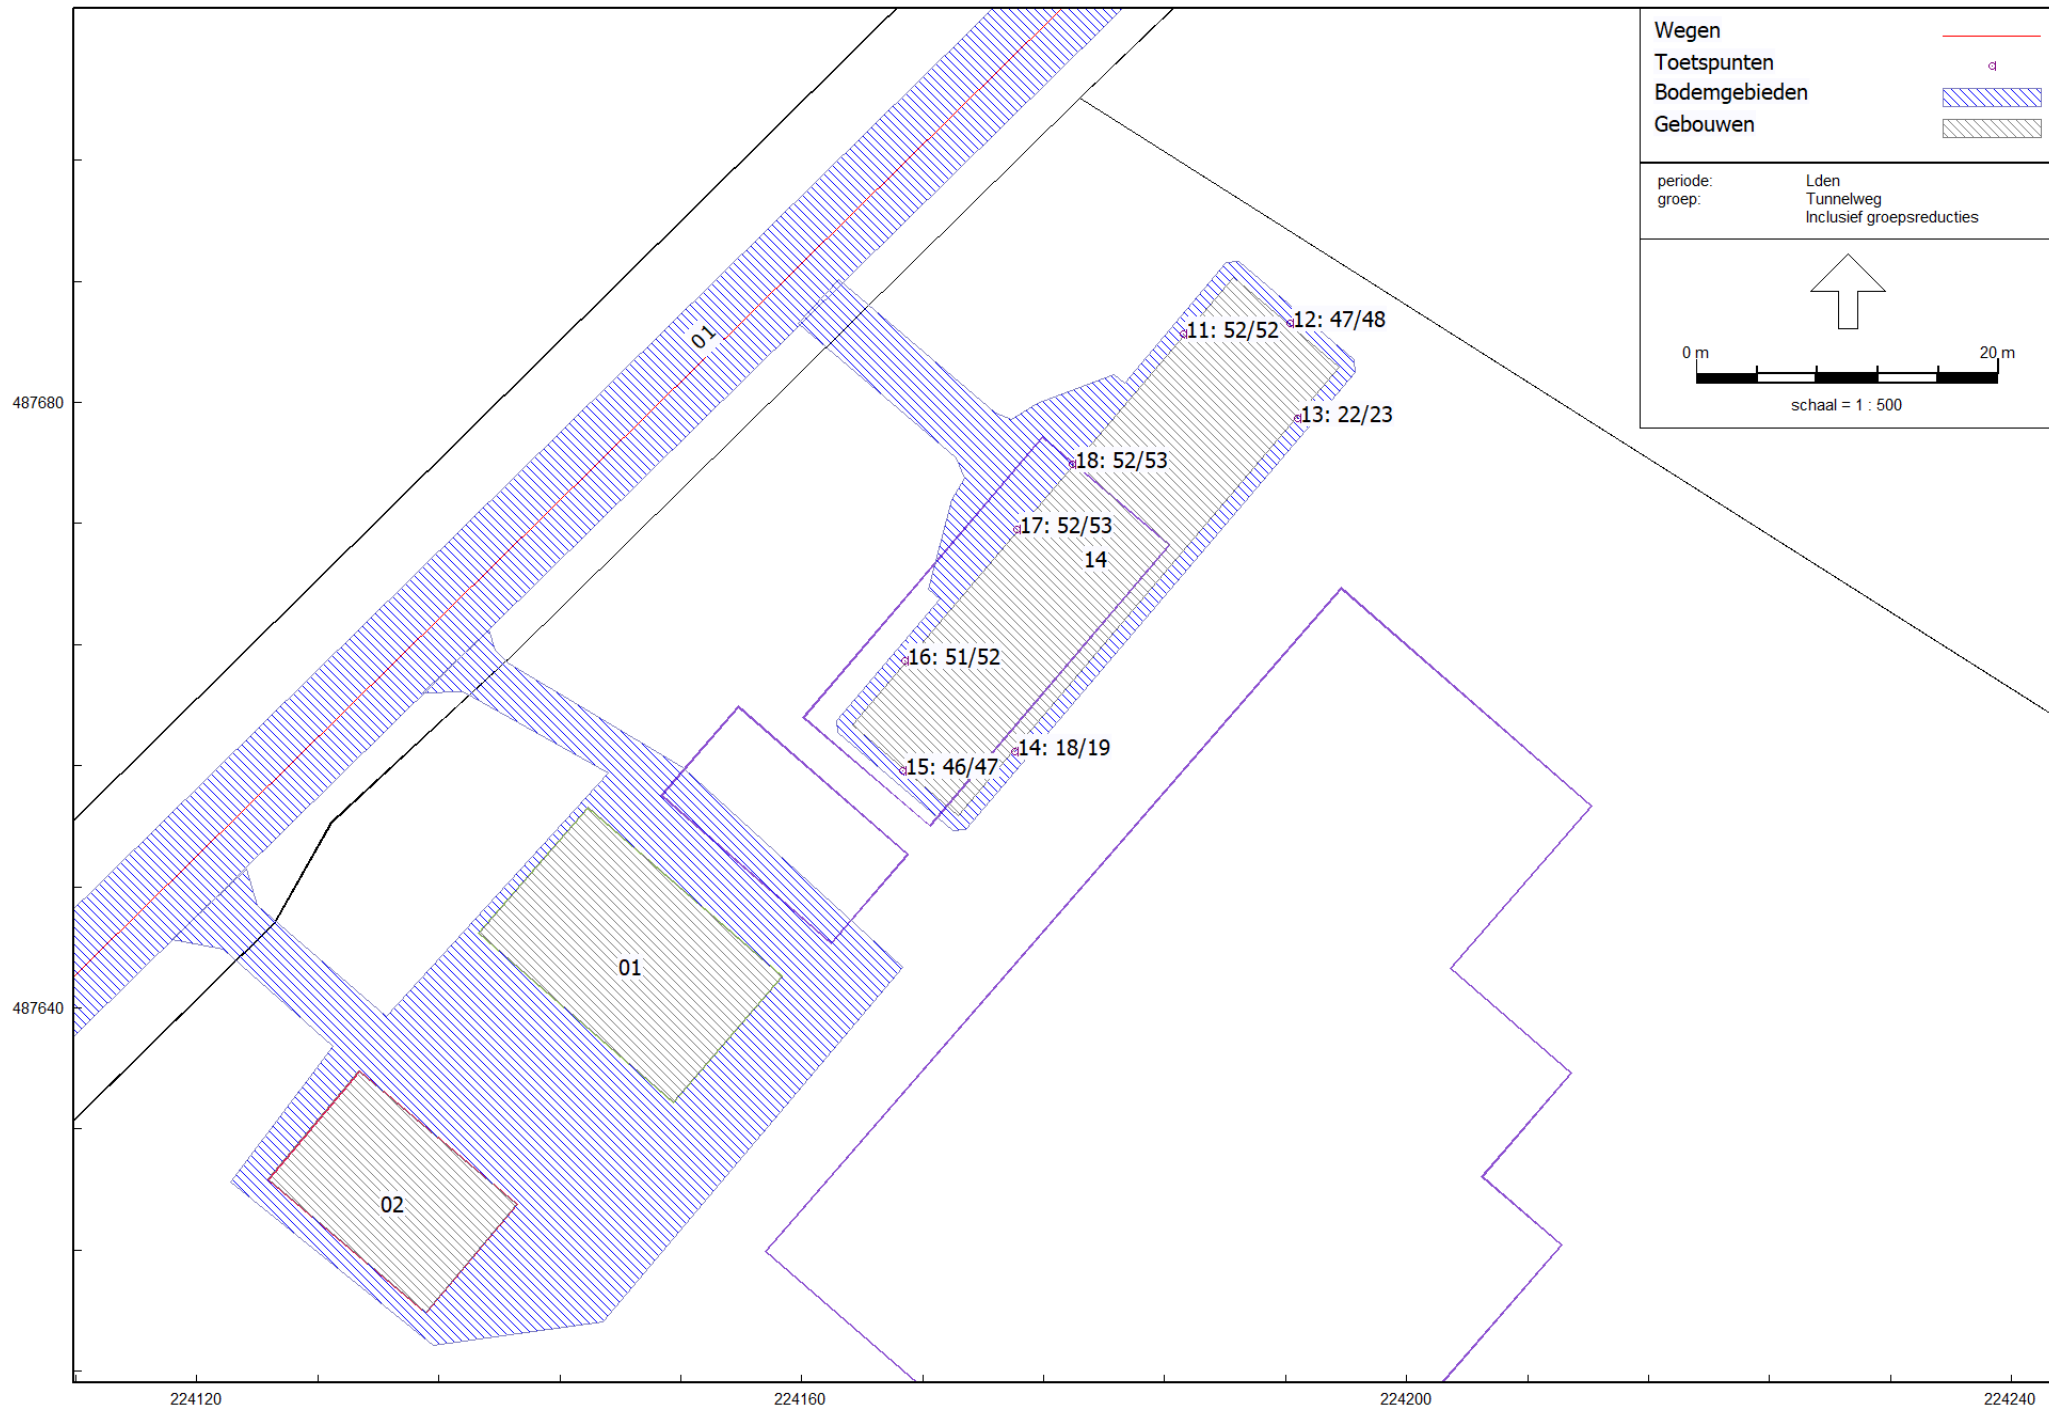 Wegen
Toetspunten
Bodemgebieden
Gebouwen
periode: Lden
groep: Tunnelweg
Inclusief groepsreducties
0 m 20 m
schaal = 1 : 500
01
12: 47/48
11: 52/52
487680
13: 22/23
18: 52/53
17: 52/53
14
16: 51/52
14: 18/19
15: 46/47
01
487640
02
224120 224160 224200 224240